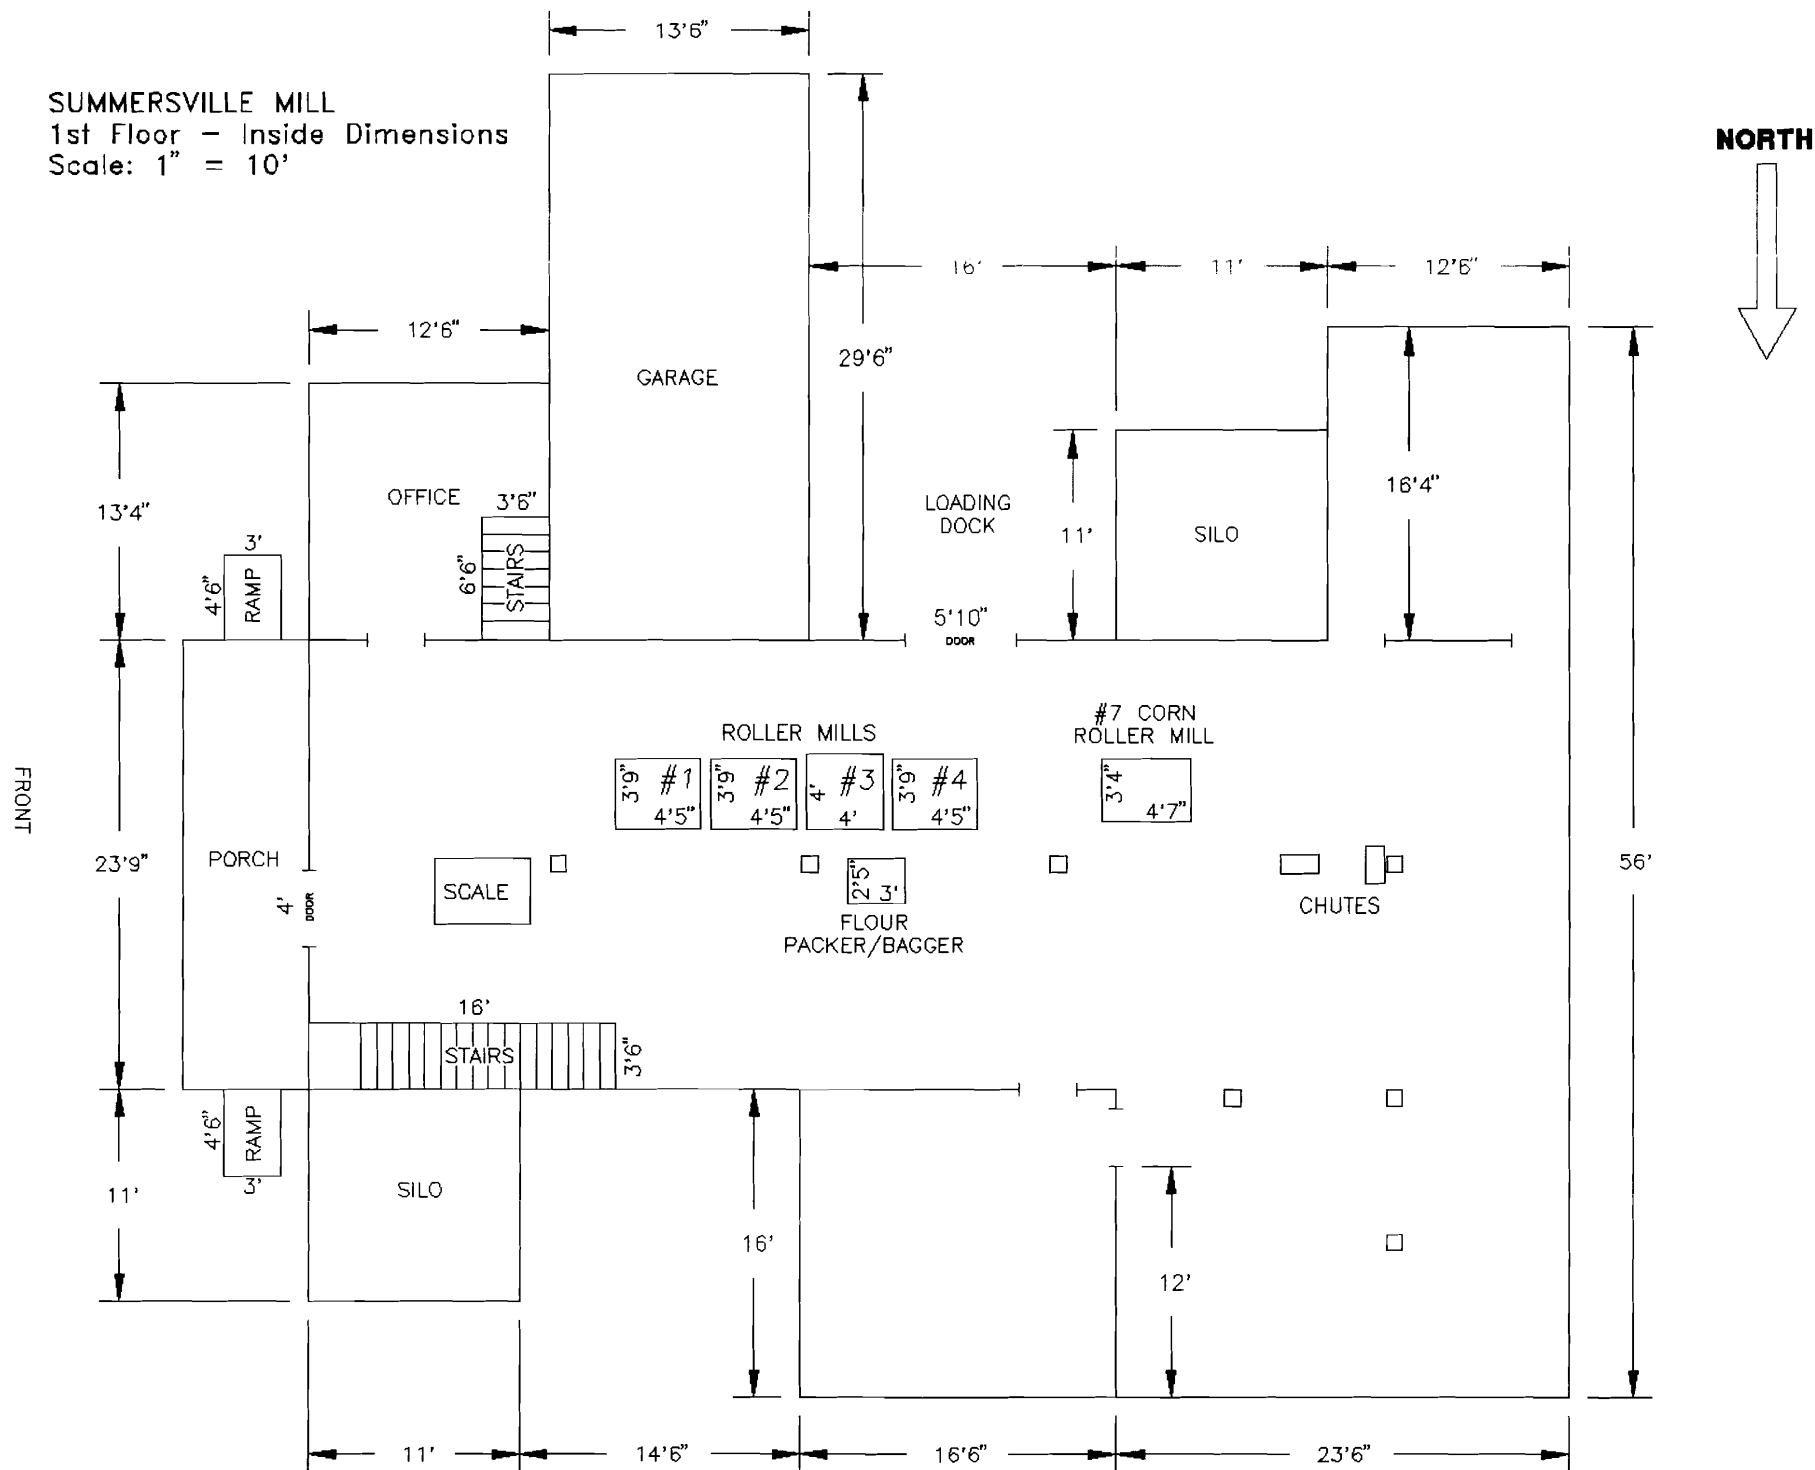 13'6"
SUMMERSVILLE MILL
1st Floor – Inside Dimensions
Scale: 1" = 10'
NORTH
16'
11'
12'6"
12'6"
29'6"
GARAGE
13'4"
OFFICE
3'6"
6'6"
STAIRS
LOADING
DOCK
11'
SILO
16'4"
3'
4'6"
RAMP
5'10"
DOOR
FRONT
23'9"
PORCH
4'
DOOR
ROLLER MILLS
#7 CORN
ROLLER MILL
3'9" #1
4'5"
3'9" #2
4'5"
4' #3
4'
3'9" #4
4'5"
3'4"
4'7"
56'
SCALE
2'5"
3'
FLOUR
PACKER/BAGGER
CHUTES
16'
STAIRS
3'6"
4'6"
RAMP
3'
11'
SILO
16'
12'
11'
14'6"
16'6"
23'6"